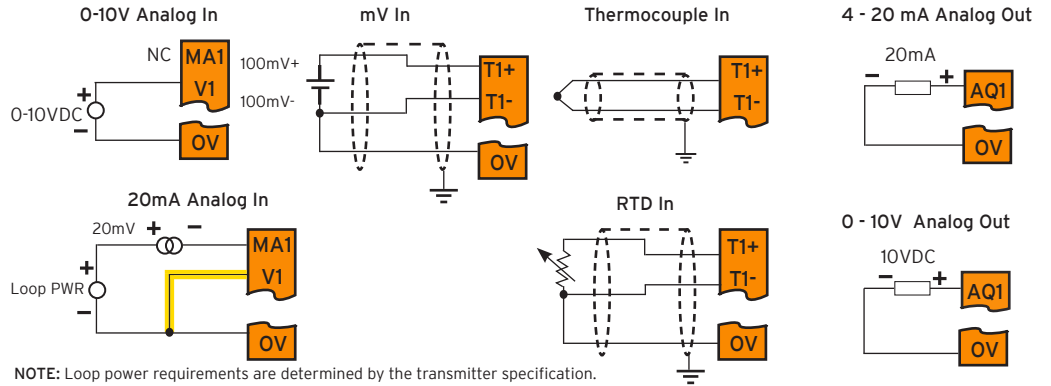 0-10V Analog In
NC
MA1
V1
+
0-10VDC
−
0V
mV In
100mV+
100mV-
T1+
T1-
0V
Thermocouple In
T1+
T1-
4 - 20 mA Analog Out
20mA
− +
AQ1
0V
20mA Analog In
20mV + −
MA1
V1
+
Loop PWR
−
0V
RTD In
T1+
T1-
0V
0 - 10V Analog Out
10VDC
− +
AQ1
0V
NOTE: Loop power requirements are determined by the transmitter specification.